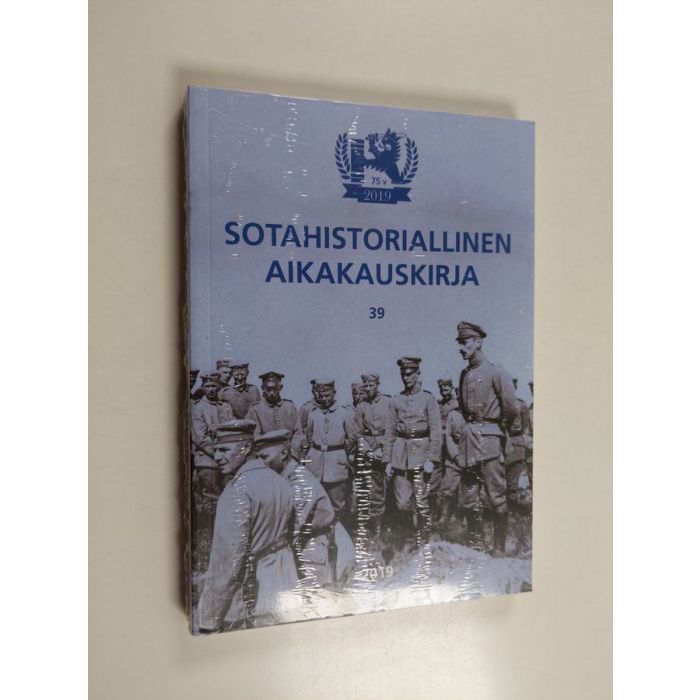 75 v
2019
SOTAHISTORIALLINEN
AIKAKAUSKIRJA
39
2019